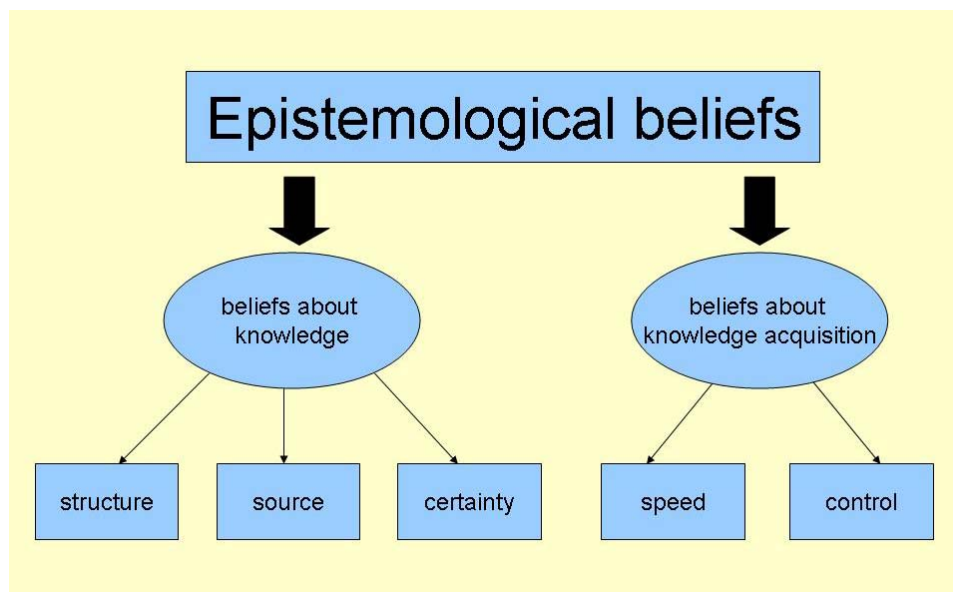 Epistemological beliefs
beliefs about
knowledge
beliefs about
knowledge acquisition
structure
source
certainty
speed
control